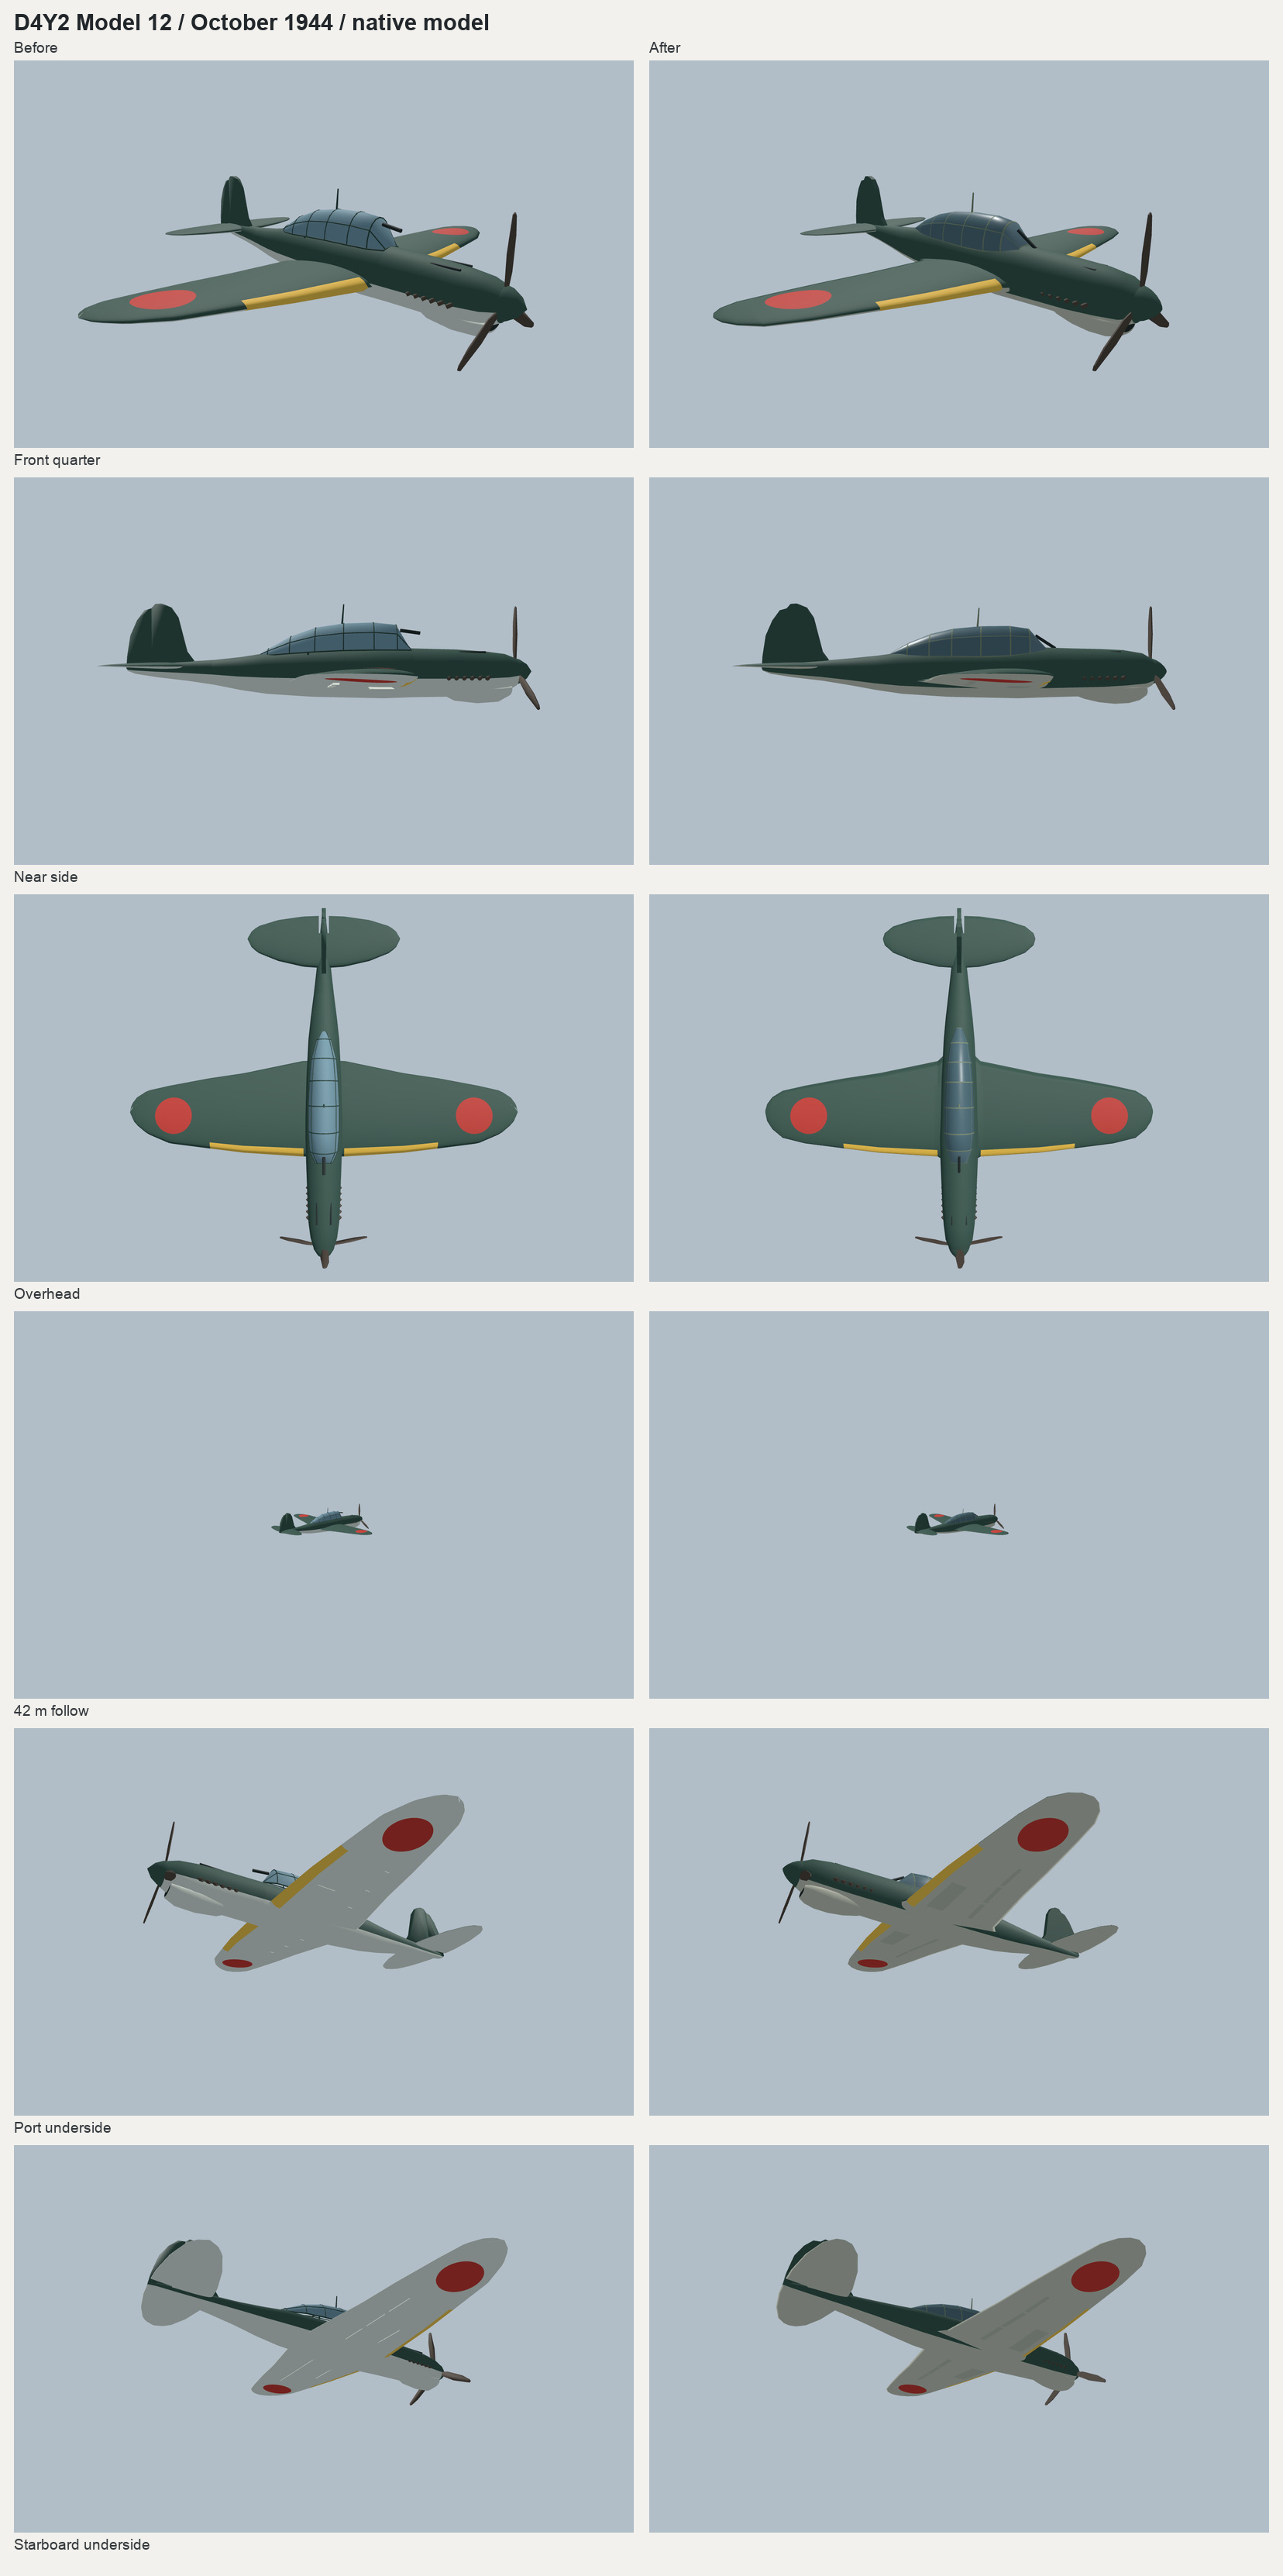 D4Y2 Model 12 / October 1944 / native model
Before After
Front quarter
Near side
Overhead
42 m follow
Port underside
Starboard underside